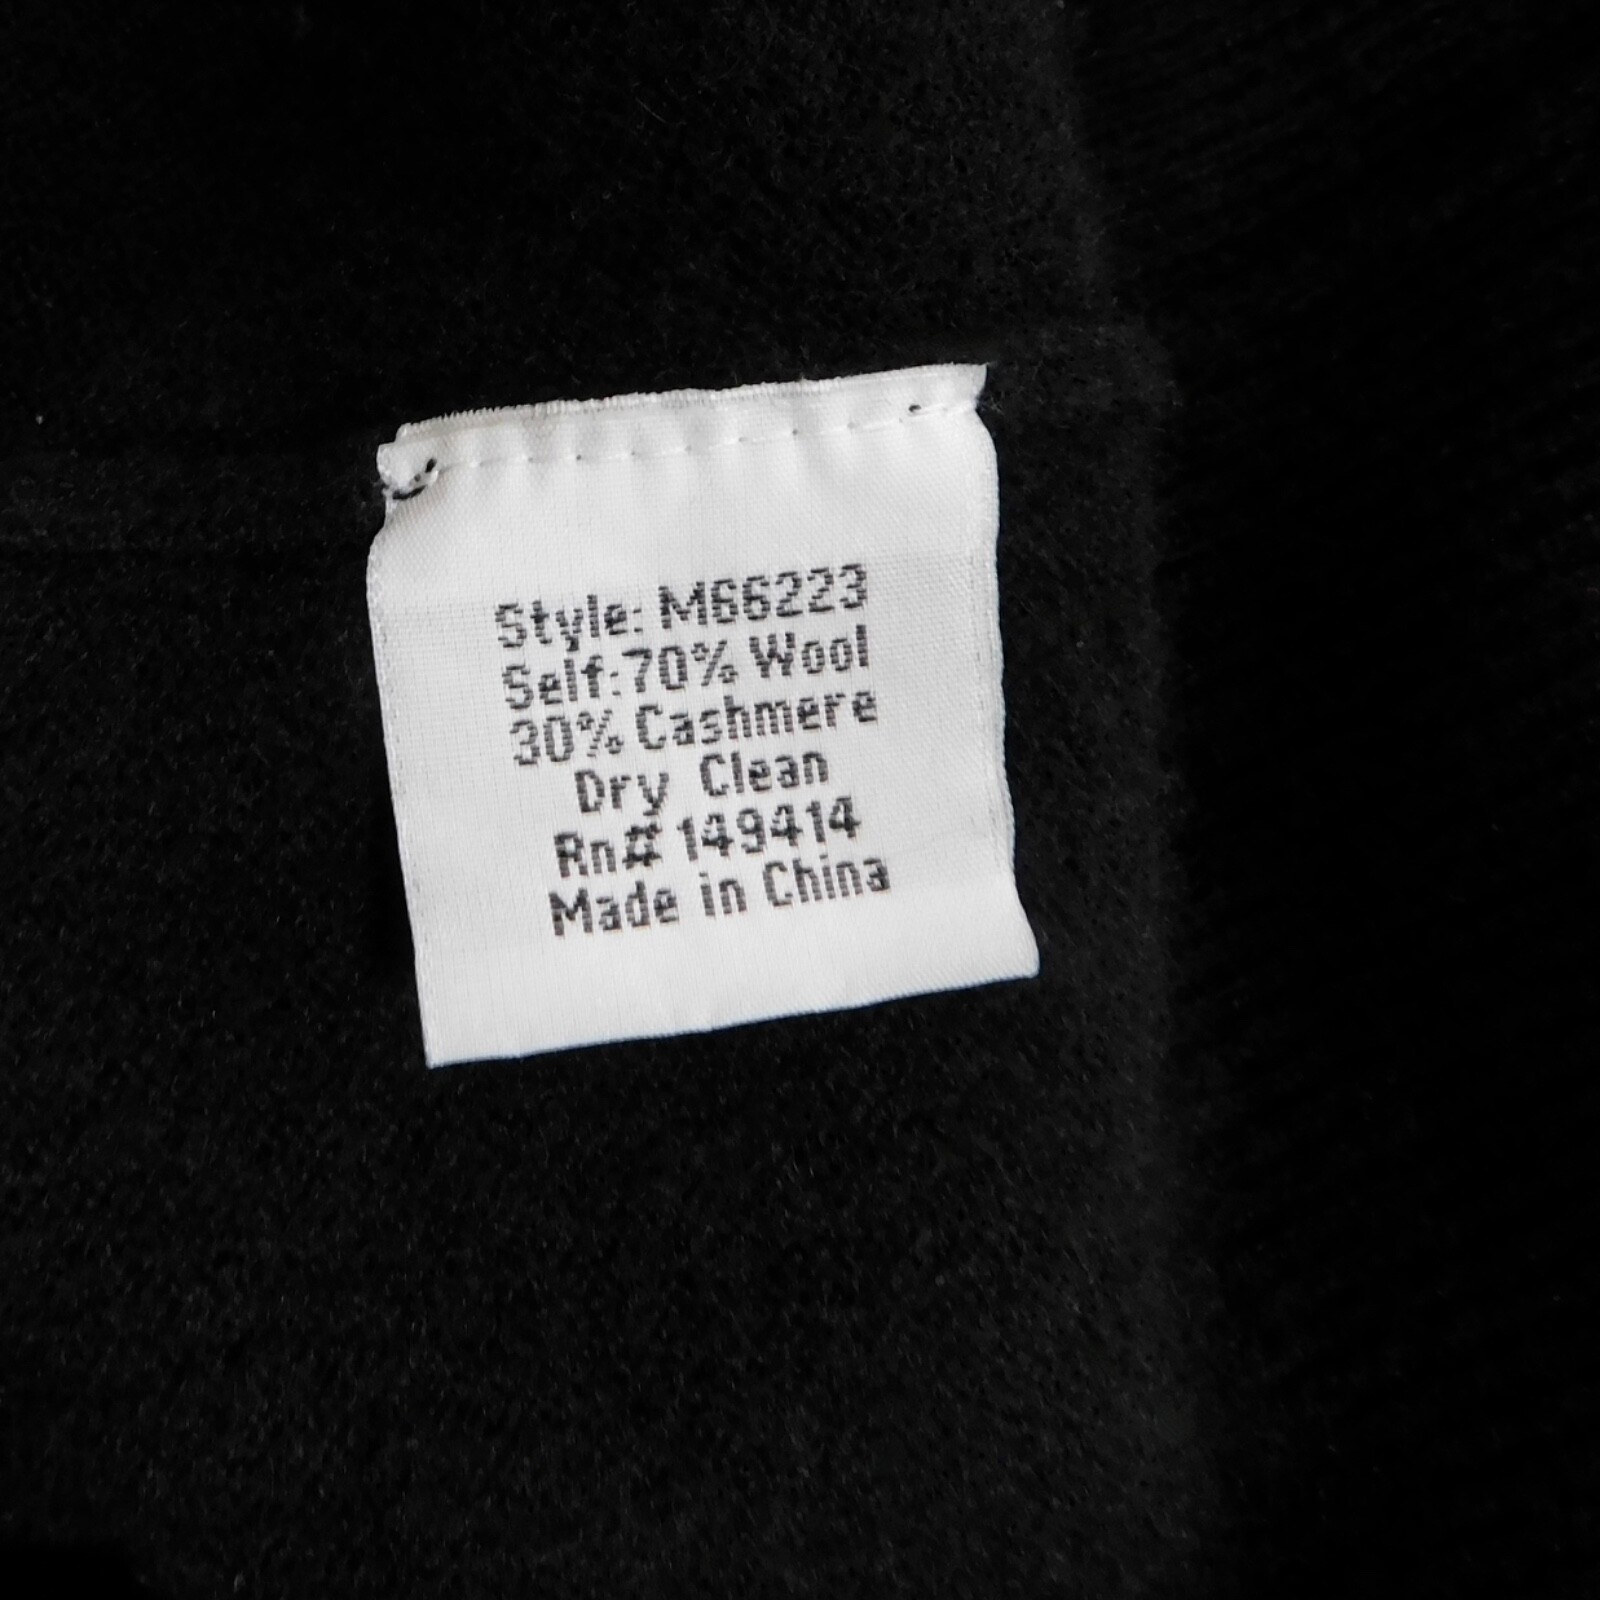 Style: M66223
Self:70% Wool
30% Cashmere
Dry Clean
Rn# 149414
Made in China